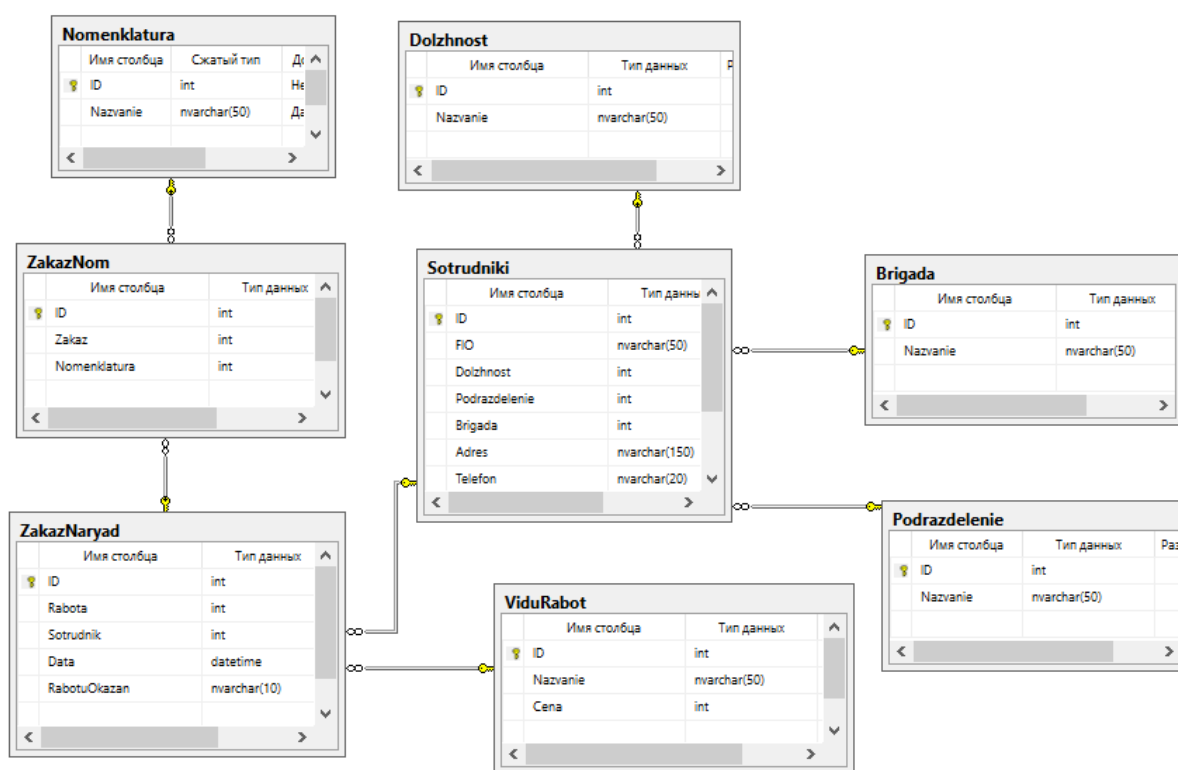 Nomenklatura
Имя столбца Сжатый тип
ID int Не
Nazvanie nvarchar(50) Да
Dolzhnost
Имя столбца Тип данных
ID int
Nazvanie nvarchar(50)
ZakazNom
Имя столбца Тип данных
ID int
Zakaz int
Nomenklatura int
Sotrudniki
Имя столбца Тип данны
ID int
FIO nvarchar(50)
Dolzhnost int
Podrazdelenie int
Brigada int
Adres nvarchar(150)
Telefon nvarchar(20)
Brigada
Имя столбца Тип данных
ID int
Nazvanie nvarchar(50)
ZakazNaryad
Имя столбца Тип данных
ID int
Rabota int
Sotrudnik int
Data datetime
RabotuOkazan nvarchar(10)
ViduRabot
Имя столбца Тип данных
ID int
Nazvanie nvarchar(50)
Cena int
Podrazdelenie
Имя столбца Тип данных Раз
ID int
Nazvanie nvarchar(50)